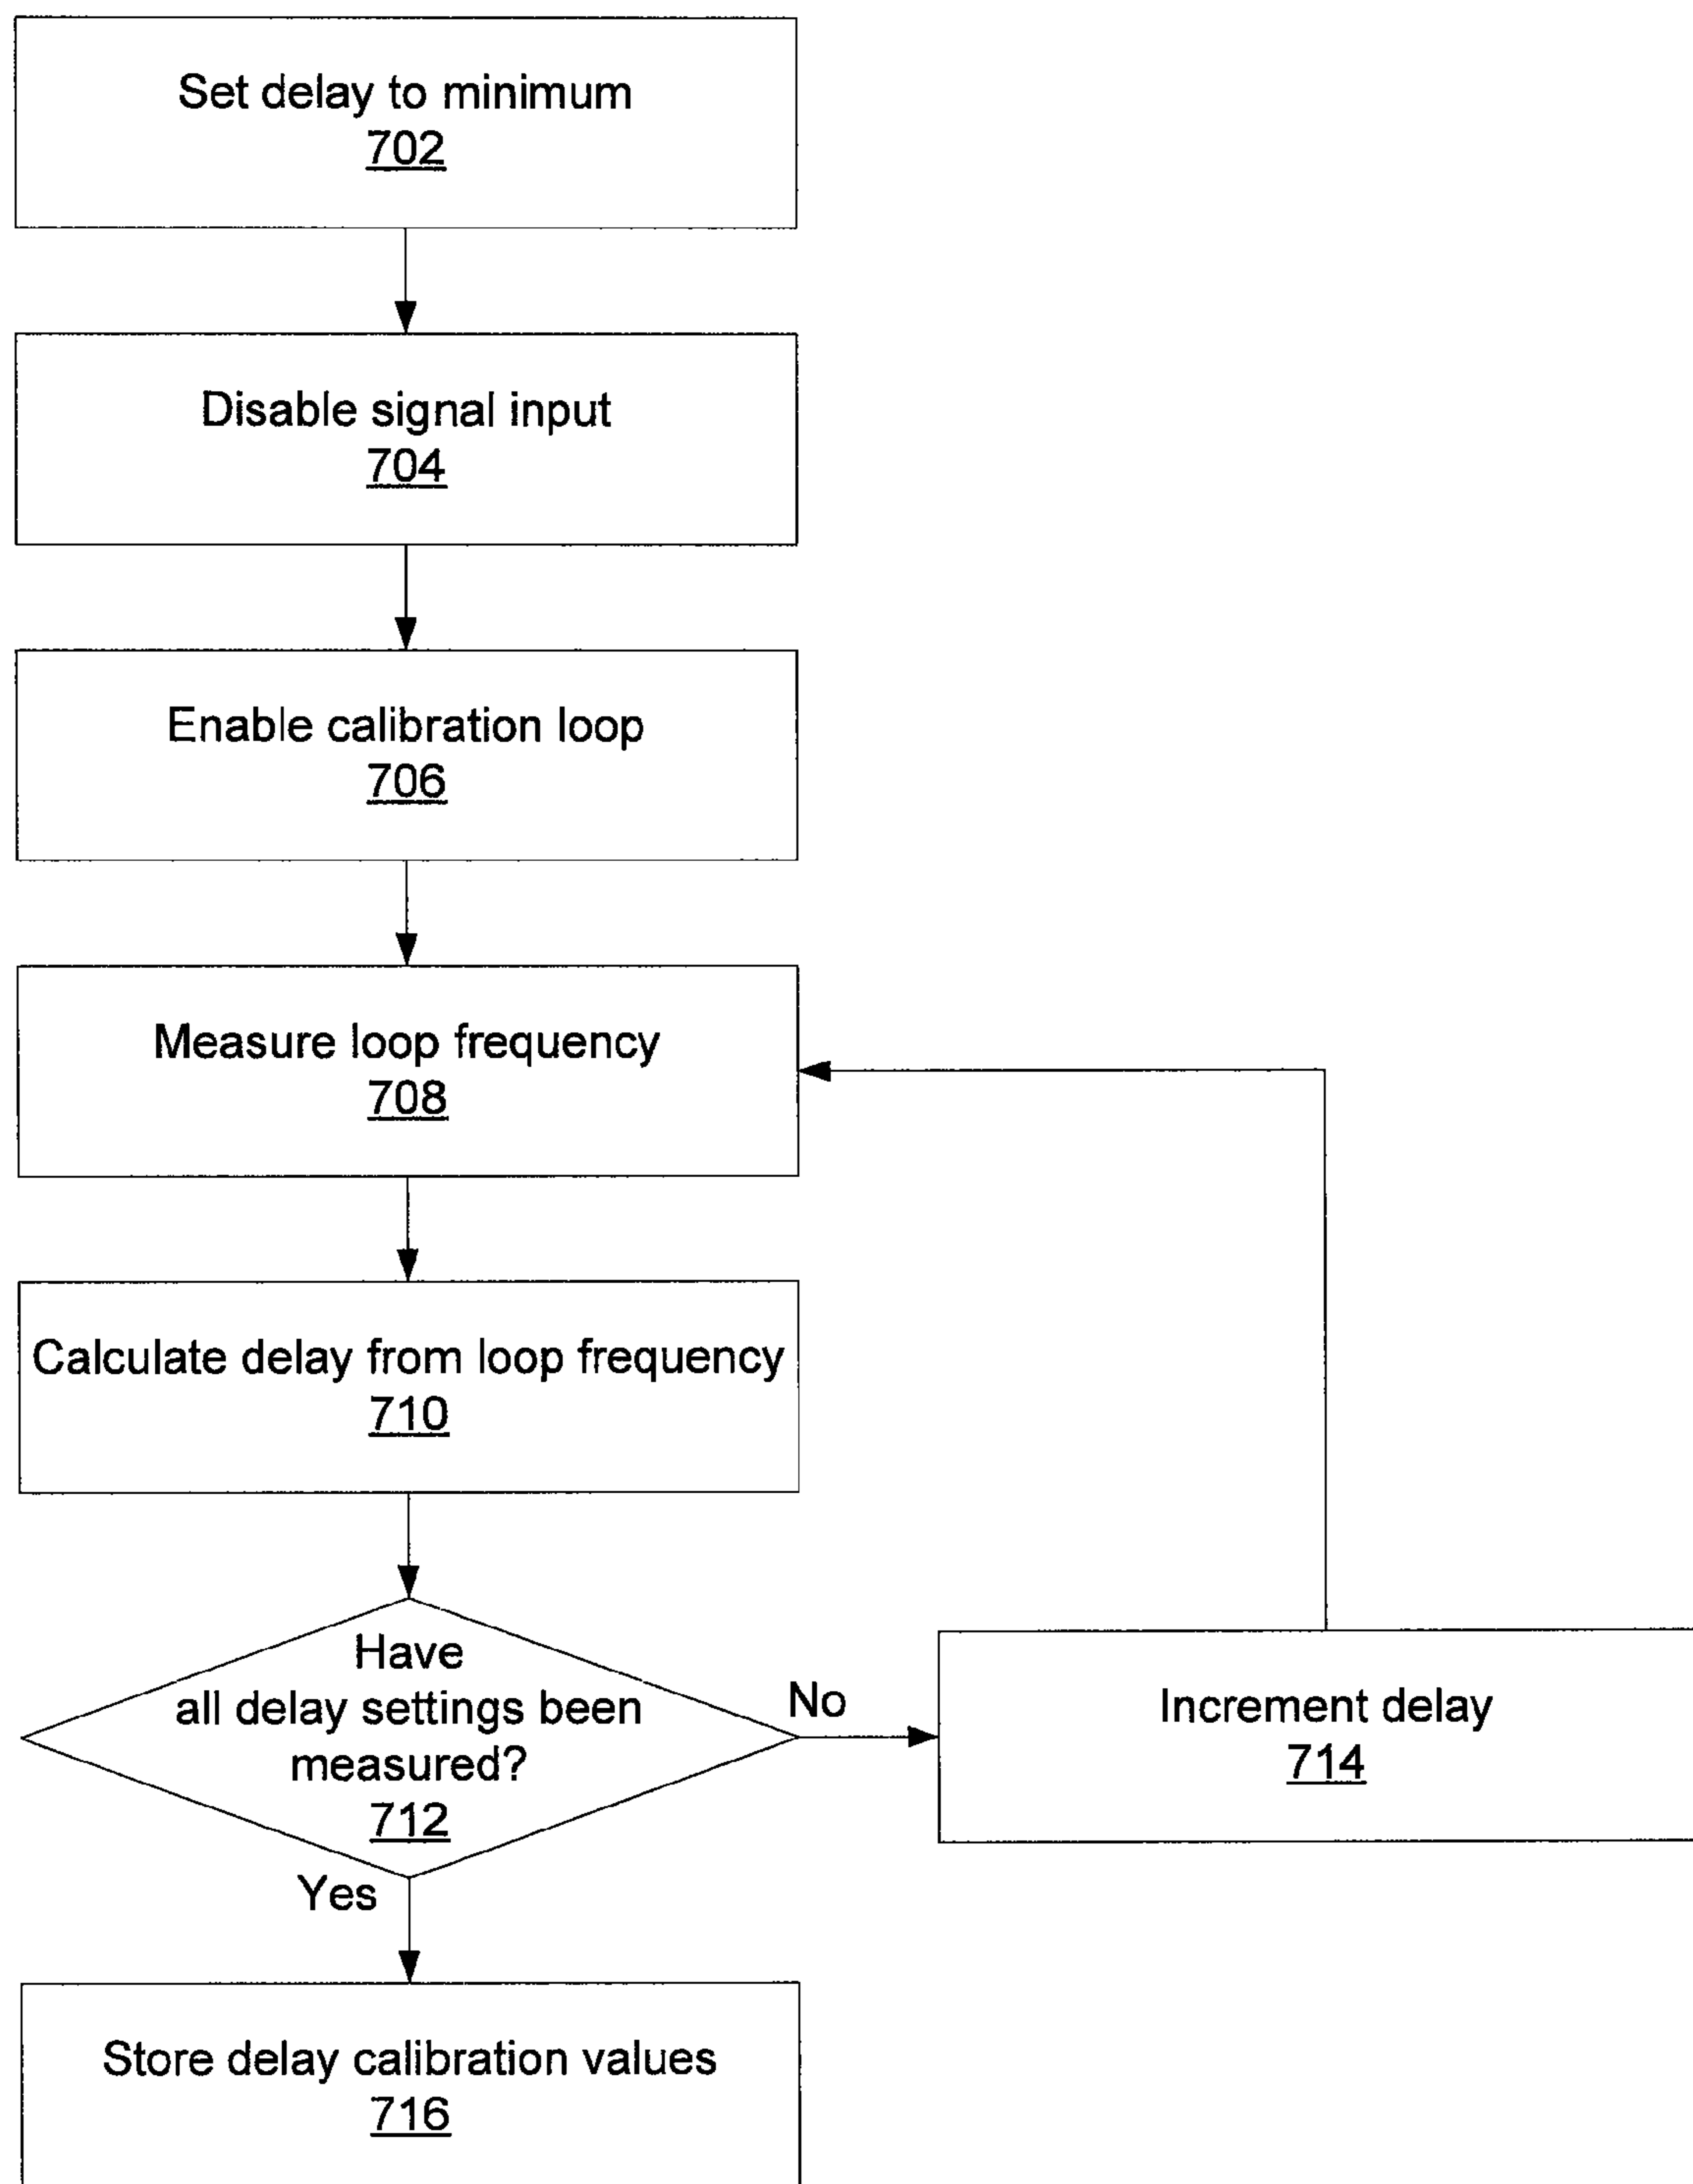 Set delay to minimum
702
Disable signal input
704
Enable calibration loop
706
Measure loop frequency
708
Calculate delay from loop frequency
710
Have
all delay settings been
measured?
712
No
Increment delay
714
Yes
Store delay calibration values
716